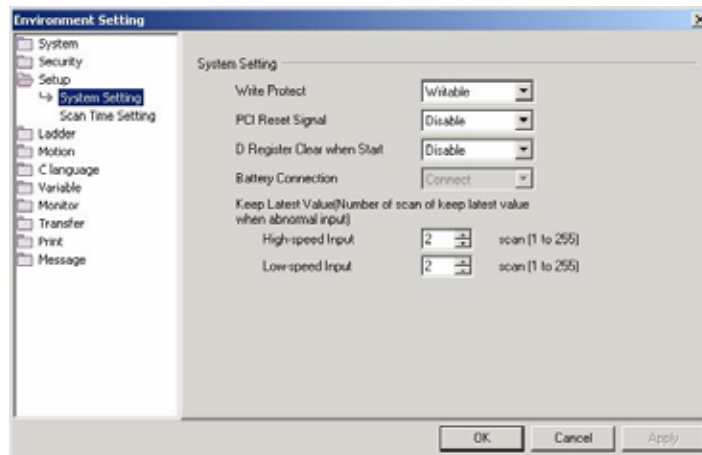 Environment Setting
System
Security
Setup
System Setting
Scan Time Setting
Ladder
Motion
C language
Variable
Monitor
Transfer
Print
Message
System Setting
Write Protect
Writable
PCI Reset Signal
Disable
D Register Clear when Start
Disable
Battery Connection
Connect
Keep Latest Value(Number of scan of keep latest value
when abnormal input)
High-speed Input
2
scan (1 to 255)
Low-speed Input
2
scan (1 to 255)
OK
Cancel
Apply